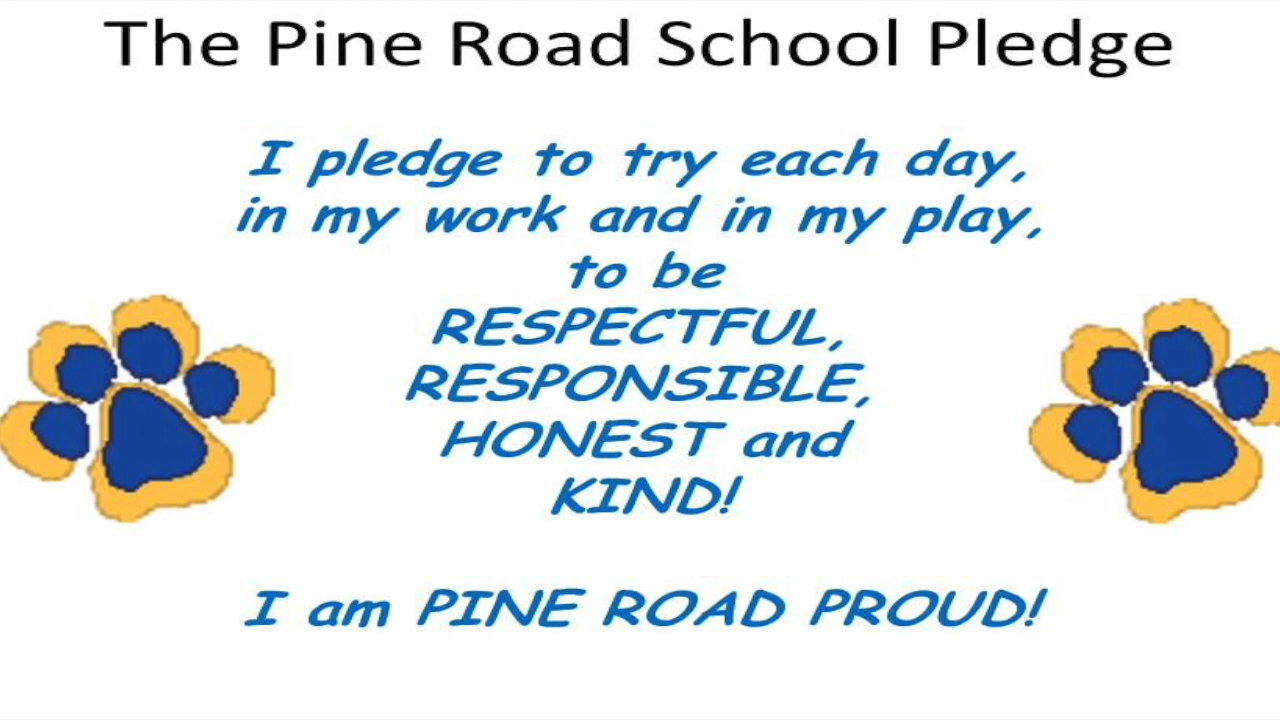 The Pine Road School Pledge
I pledge to try each day,
in my work and in my play,
to be
RESPECTFUL,
RESPONSIBLE,
HONEST and
KIND!
I am PINE ROAD PROUD!